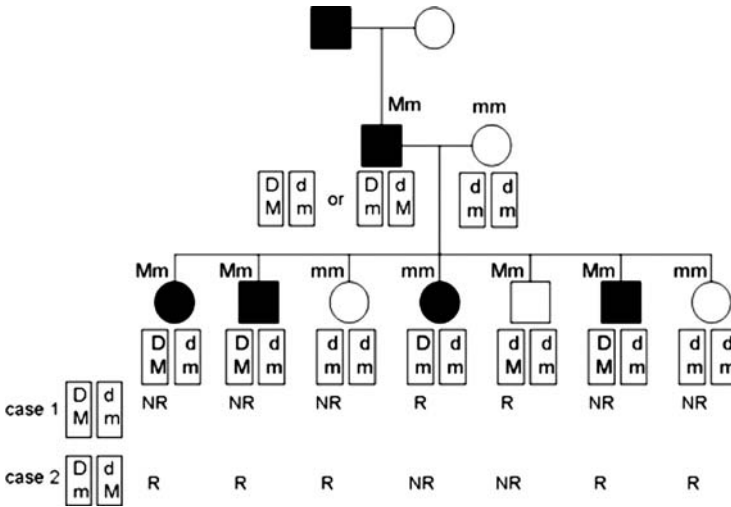 Mm mm
D d or D d d d
M m m M m m
Mm Mm mm mm Mm Mm mm
D d D d d d D d d d D d d d
M m M m m m m m M m M m m m
case 1 D d NR NR NR R R NR NR
M m
case 2 D d R R R NR NR R R
m M